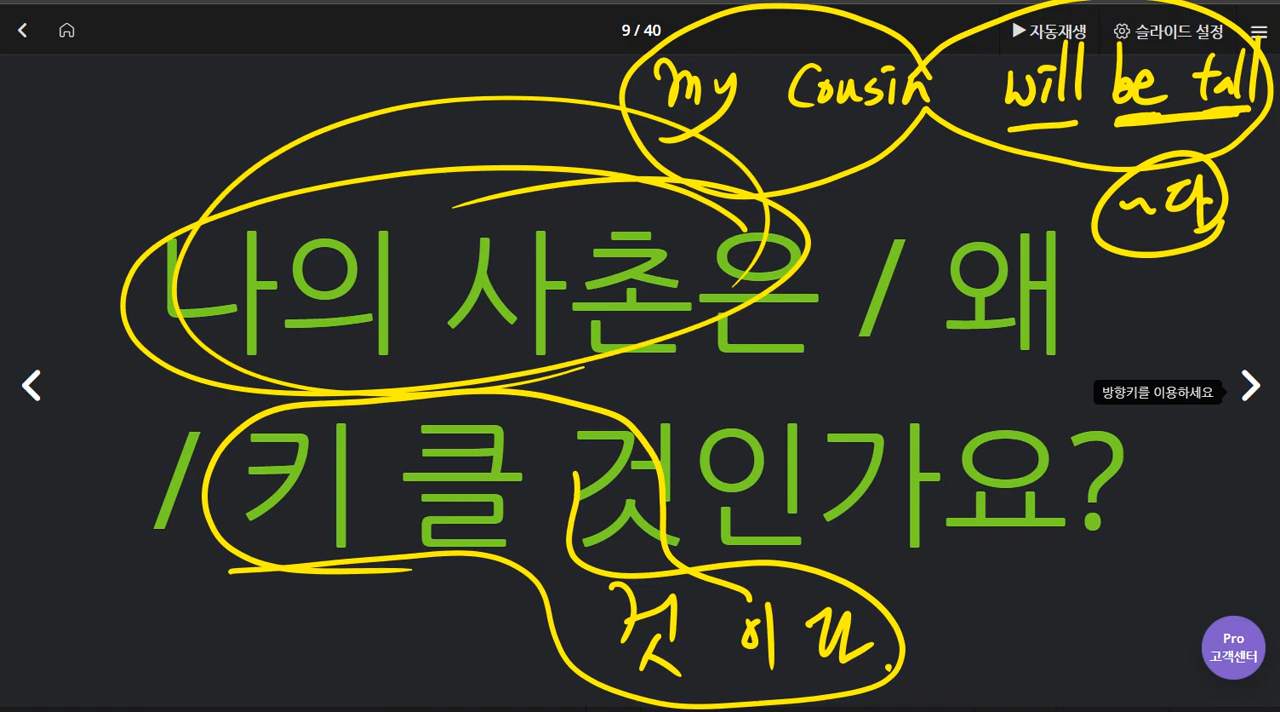 9 / 40
자동재생
슬라이드 설정
my cousin will be tall
~다
나의 사촌은 / 왜
방향키를 이용하세요
/ 키 클 것인가요?
것이다.
Pro
고객센터